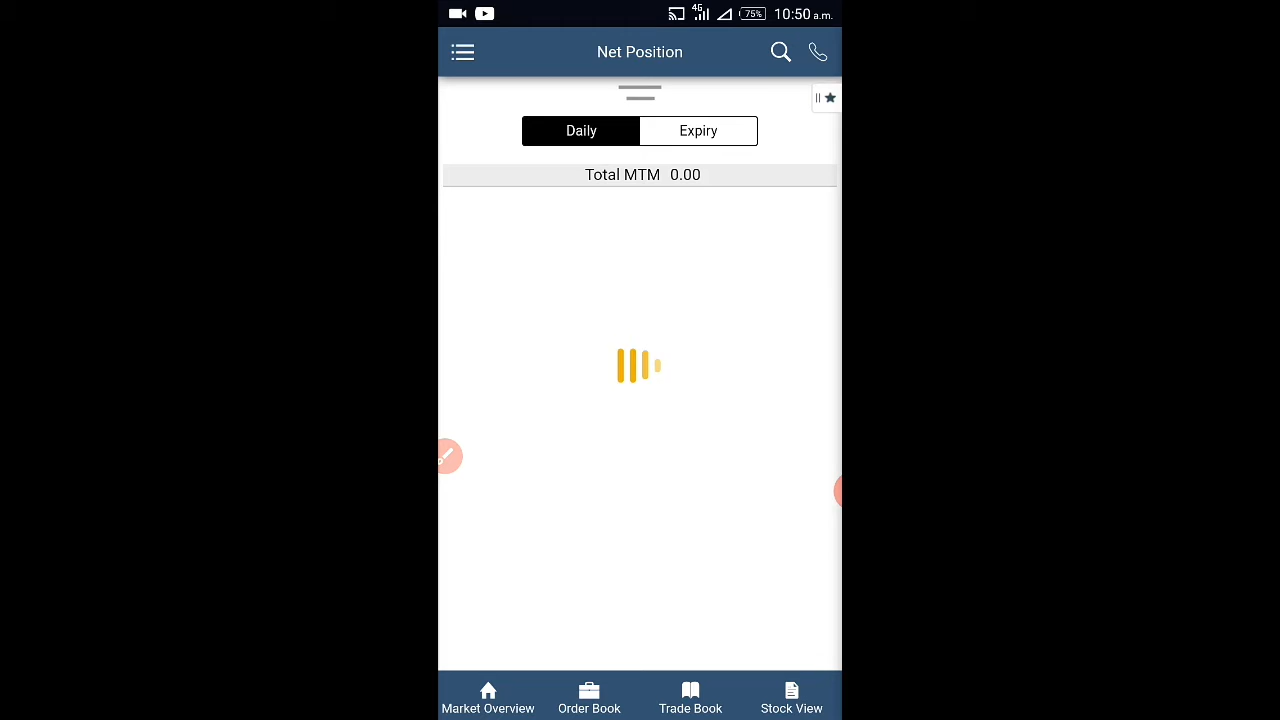 4G 75% 10:50 a.m.
Net Position
Daily Expiry
Total MTM 0.00
Market Overview Order Book Trade Book Stock View